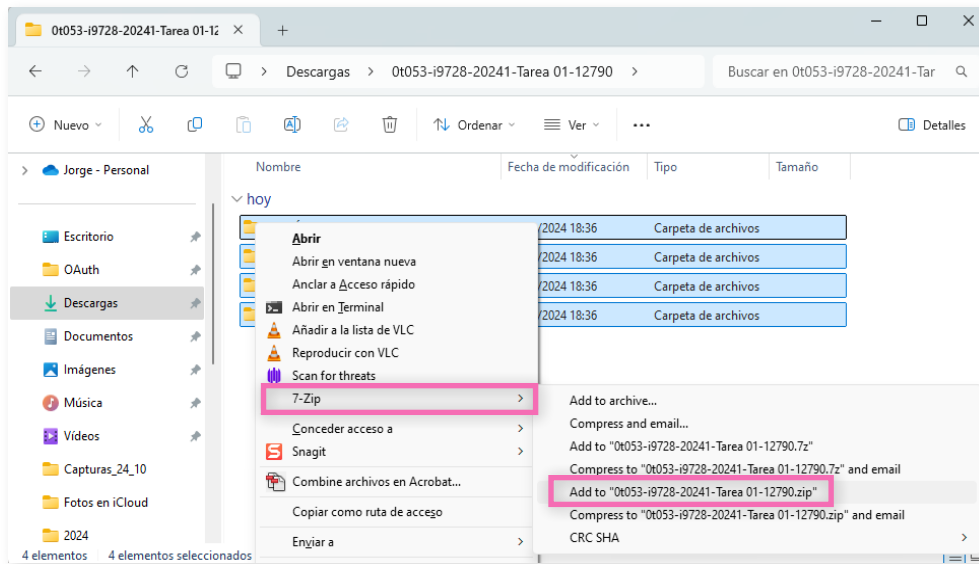 0t053-i9728-20241-Tarea 01-12
Descargas > 0t053-i9728-20241-Tarea 01-12790 >
Buscar en 0t053-i9728-20241-Tar
Nuevo
Ordenar
Ver
Detalles
Jorge - Personal
Escritorio
OAuth
Descargas
Documentos
Imágenes
Música
Vídeos
Capturas_24_10
Fotos en iCloud
2024
Nombre
Fecha de modificación
Tipo
Tamaño
hoy
/2024 18:36
Carpeta de archivos
/2024 18:36
Carpeta de archivos
/2024 18:36
Carpeta de archivos
/2024 18:36
Carpeta de archivos
Abrir
Abrir en ventana nueva
Anclar a Acceso rápido
Abrir en Terminal
Añadir a la lista de VLC
Reproducir con VLC
Scan for threats
7-Zip
Conceder acceso a
Snagit
Combine archivos en Acrobat...
Copiar como ruta de acceso
Enviar a
Add to archive...
Compress and email...
Add to "0t053-i9728-20241-Tarea 01-12790.7z"
Compress to "0t053-i9728-20241-Tarea 01-12790.7z" and email
Add to "0t053-i9728-20241-Tarea 01-12790.zip"
Compress to "0t053-i9728-20241-Tarea 01-12790.zip" and email
CRC SHA
4 elementos
4 elementos seleccionados